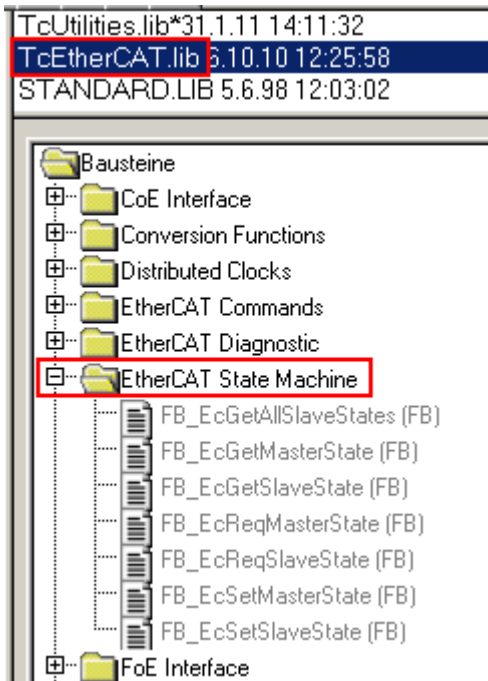 TcUtilities.lib*31.1.11 14:11:32
TcEtherCAT.lib 6.10.10 12:25:58
STANDARD.LIB 5.6.98 12:03:02
Bausteine
CoE Interface
Conversion Functions
Distributed Clocks
EtherCAT Commands
EtherCAT Diagnostic
EtherCAT State Machine
FB_EcGetAllSlaveStates (FB)
FB_EcGetMasterState (FB)
FB_EcGetSlaveState (FB)
FB_EcReqMasterState (FB)
FB_EcReqSlaveState (FB)
FB_EcSetMasterState (FB)
FB_EcSetSlaveState (FB)
FoE Interface